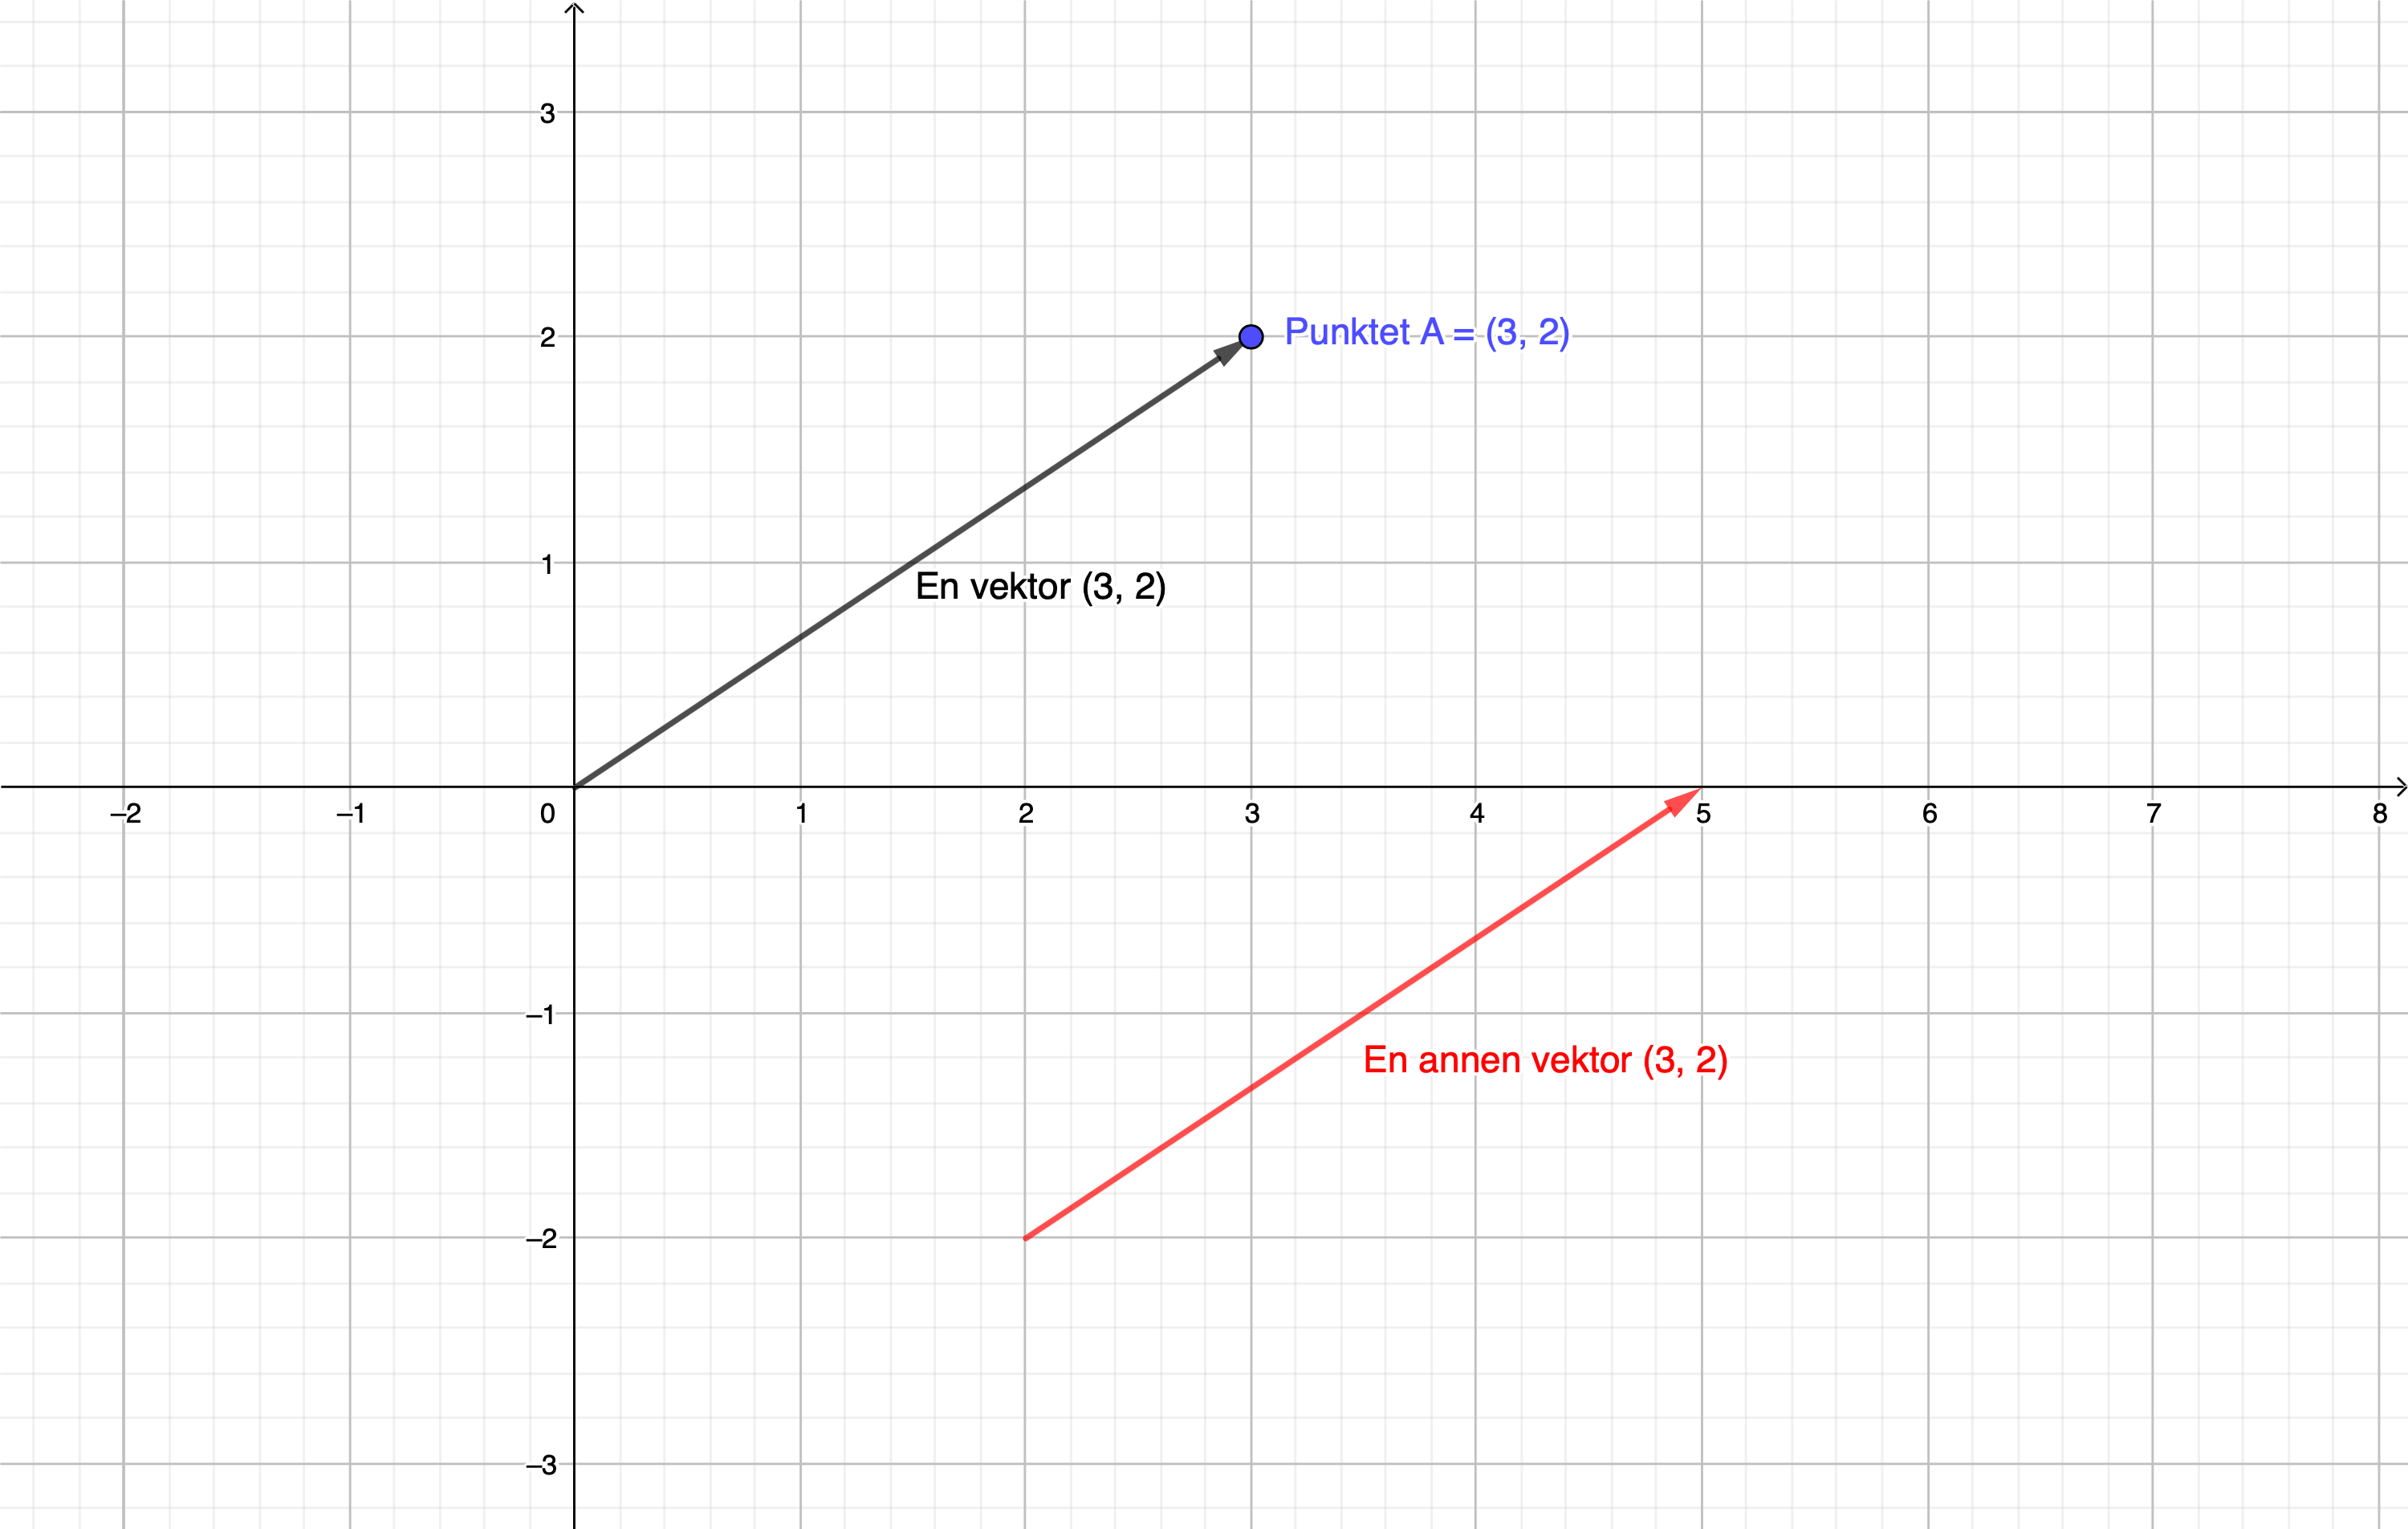 3
Punktet A = (3, 2)
2
1
En vektor (3, 2)
–2 –1 0 1 2 3 4 5 6 7 8
–1
En annen vektor (3, 2)
–2
–3